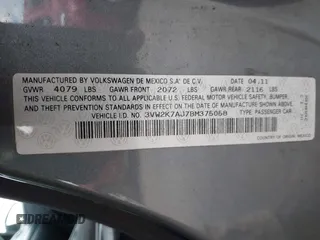 MFD. BY VOLKSWAGEN DE MEXICO S.A. DE C.V. DATE 04.11
GVWR 4079 LBS GAWR FRONT 2072 LBS GAWR REAR 2116 LBS
THIS VEHICLE CONFORMS TO ALL APPLICABLE U.S. FEDERAL MOTOR VEHICLE SAFETY, BUMPER,
AND THEFT PREVENTION STANDARDS IN EFFECT ON THE DATE OF MANUFACTURE SHOWN ABOVE.
VEHICLE I.D. NO.: 3VW2K7AJ7BM375068 TYPE: PASSENGER CAR